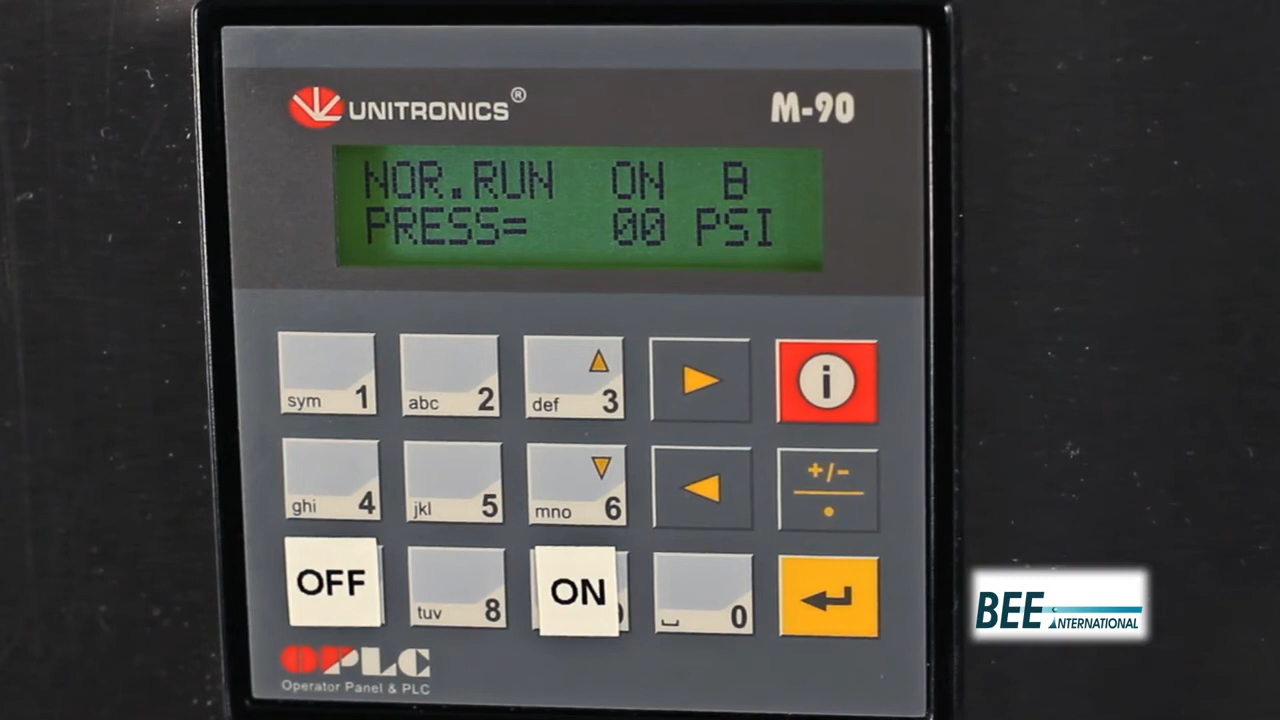 UNITRONICS®
M-90
NOR.RUN ON B
PRESS= 00 PSI
sym 1
abc 2
def 3
i
ghi 4
jkl 5
mno 6
+/-
•
OFF
tuv 8
ON
0
OPLC
Operator Panel & PLC
BEE INTERNATIONAL